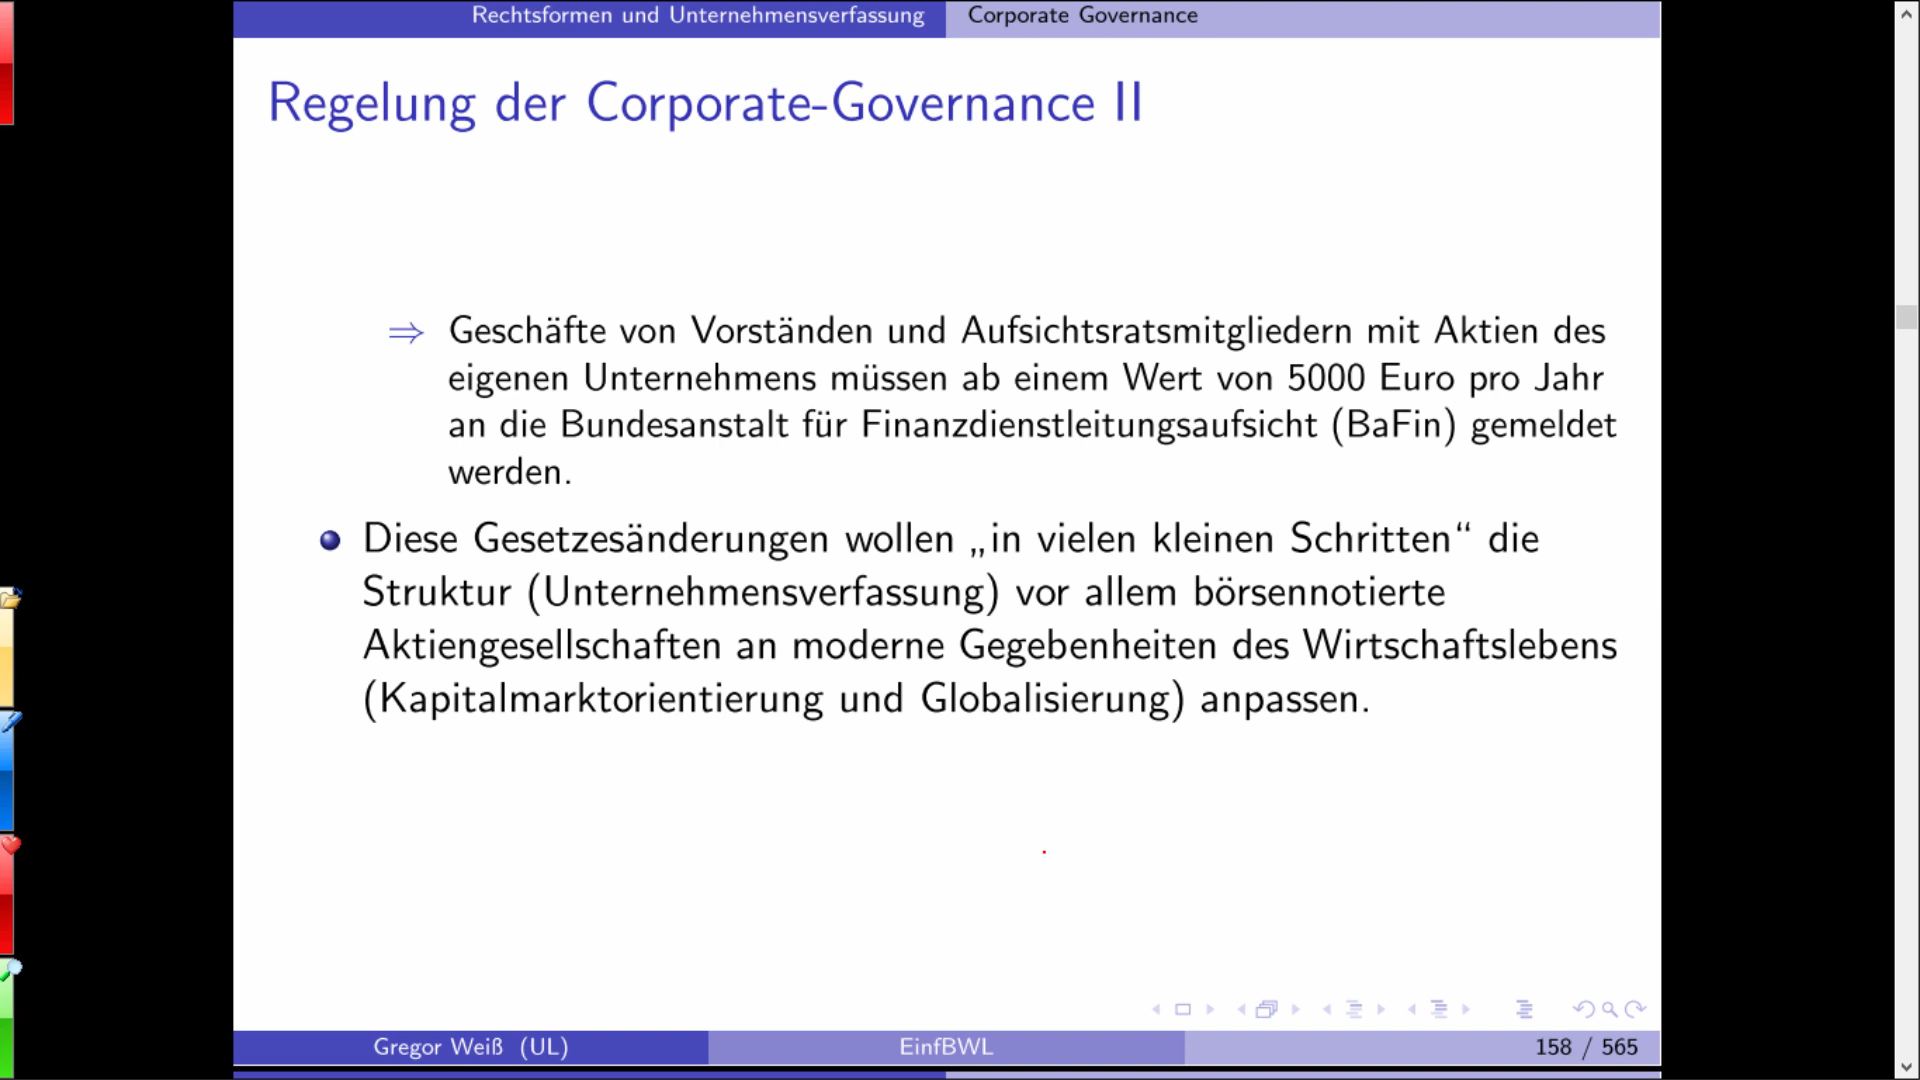 Rechtsformen und Unternehmensverfassung Corporate Governance
Regelung der Corporate-Governance II
⇒ Geschäfte von Vorständen und Aufsichtsratsmitgliedern mit Aktien des
eigenen Unternehmens müssen ab einem Wert von 5000 Euro pro Jahr
an die Bundesanstalt für Finanzdienstleitungsaufsicht (BaFin) gemeldet
werden.
Diese Gesetzesänderungen wollen „in vielen kleinen Schritten“ die
Struktur (Unternehmensverfassung) vor allem börsennotierte
Aktiengesellschaften an moderne Gegebenheiten des Wirtschaftslebens
(Kapitalmarktorientierung und Globalisierung) anpassen.
Gregor Weiß (UL) EinfBWL 158 / 565